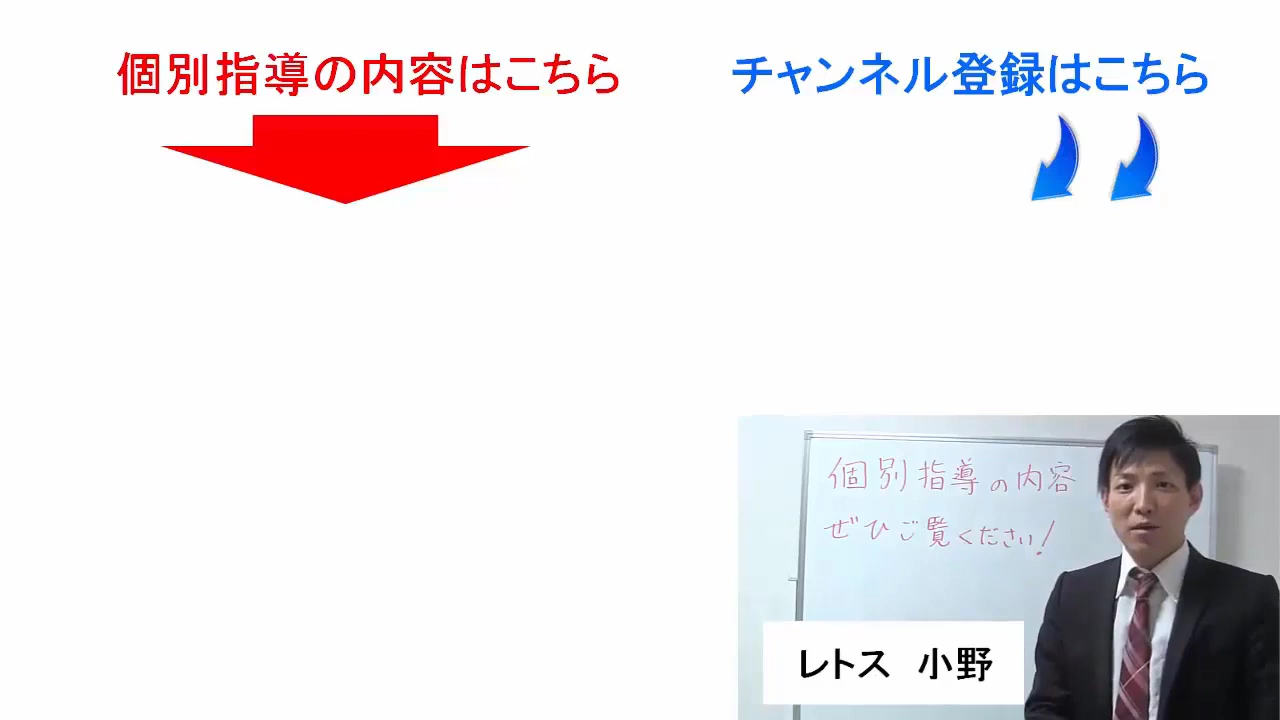 個別指導の内容はこちら
チャンネル登録はこちら
個別指導の内容
ぜひご覧ください!
レトス 小野